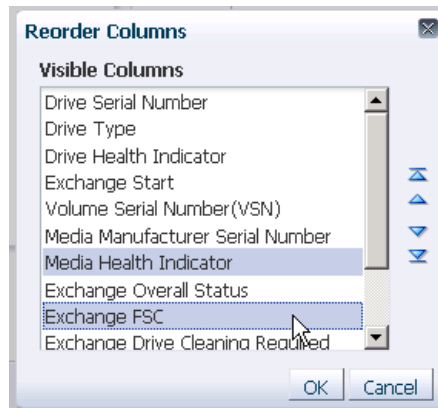 Reorder Columns
Visible Columns
Drive Serial Number
Drive Type
Drive Health Indicator
Exchange Start
Volume Serial Number(VSN)
Media Manufacturer Serial Number
Media Health Indicator
Exchange Overall Status
Exchange FSC
Exchange Drive Cleaning Required
OK Cancel